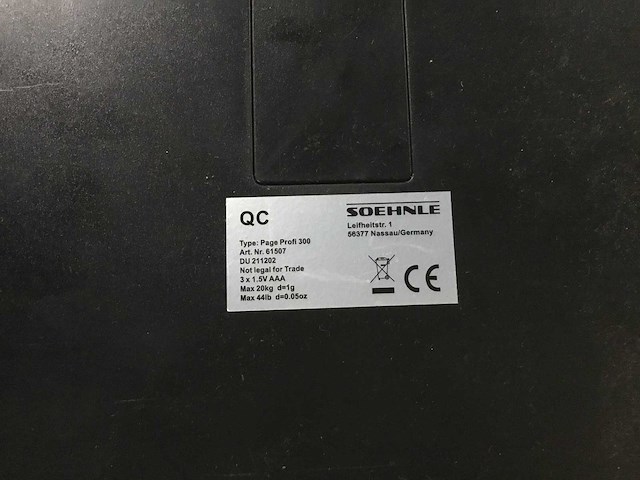 QC
Type: Page Profi 300
Art. Nr. 61507
DU 211202
Not legal for Trade
3 x 1.5V AAA
Max 20kg d=1g
Max 44lb d=0.05oz
SOEHNLE
Leifheitstr. 1
56377 Nassau/Germany
CE